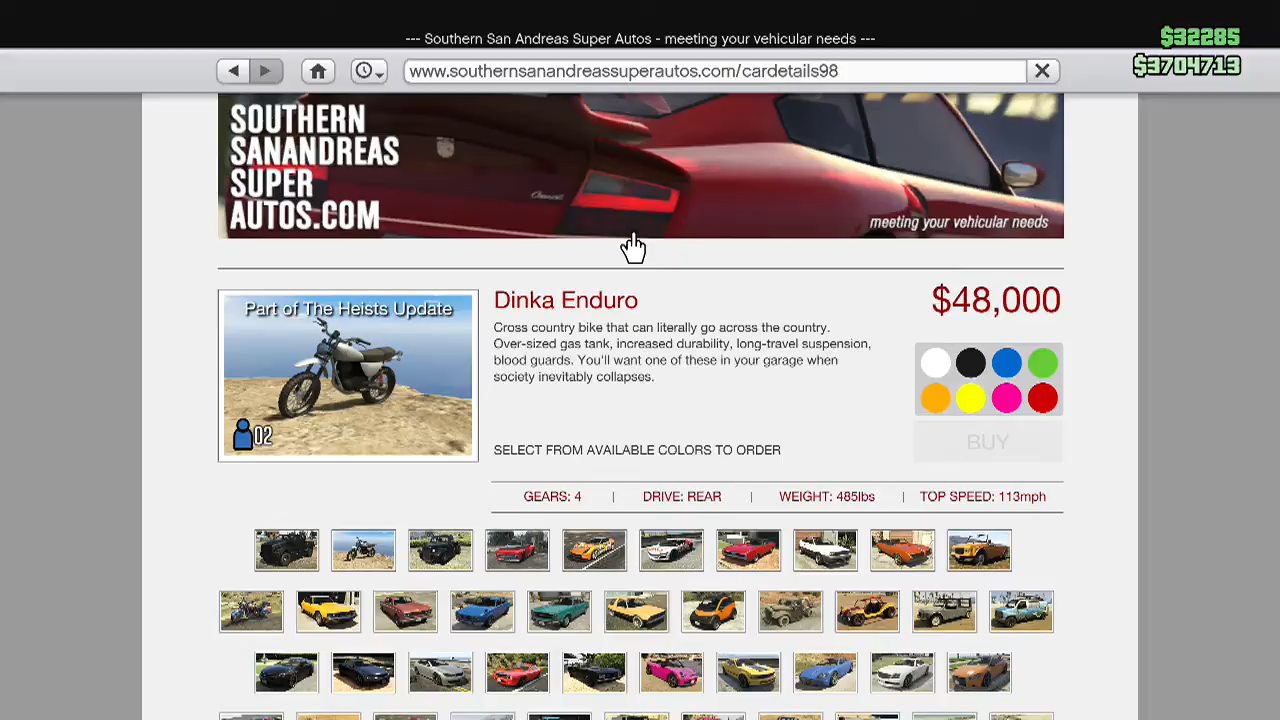 --- Southern San Andreas Super Autos - meeting your vehicular needs ---
$32285
$3704713
www.southernsanandreassuperautos.com/cardetails98
SOUTHERN
SANANDREAS
SUPER
AUTOS.COM
meeting your vehicular needs
Part of The Heists Update
02
Dinka Enduro
$48,000
Cross country bike that can literally go across the country.
Over-sized gas tank, increased durability, long-travel suspension,
blood guards. You'll want one of these in your garage when
society inevitably collapses.
SELECT FROM AVAILABLE COLORS TO ORDER
BUY
GEARS: 4 | DRIVE: REAR | WEIGHT: 485lbs | TOP SPEED: 113mph